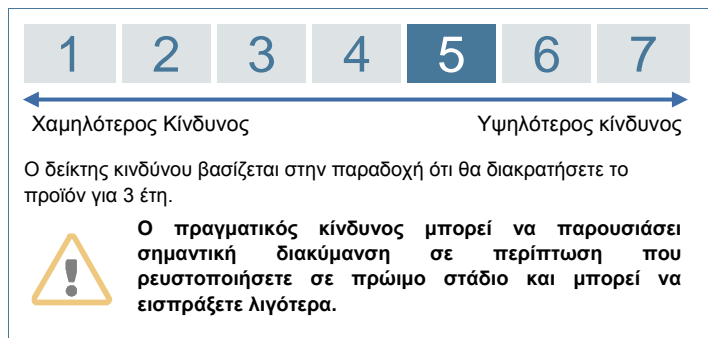 1 2 3 4 5 6 7
Χαμηλότερος Κίνδυνος Υψηλότερος κίνδυνος
Ο δείκτης κινδύνου βασίζεται στην παραδοχή ότι θα διακρατήσετε το
προϊόν για 3 έτη.
Ο πραγματικός κίνδυνος μπορεί να παρουσιάσει
σημαντική διακύμανση σε περίπτωση που
ρευστοποιήσετε σε πρώιμο στάδιο και μπορεί να
εισπράξετε λιγότερα.